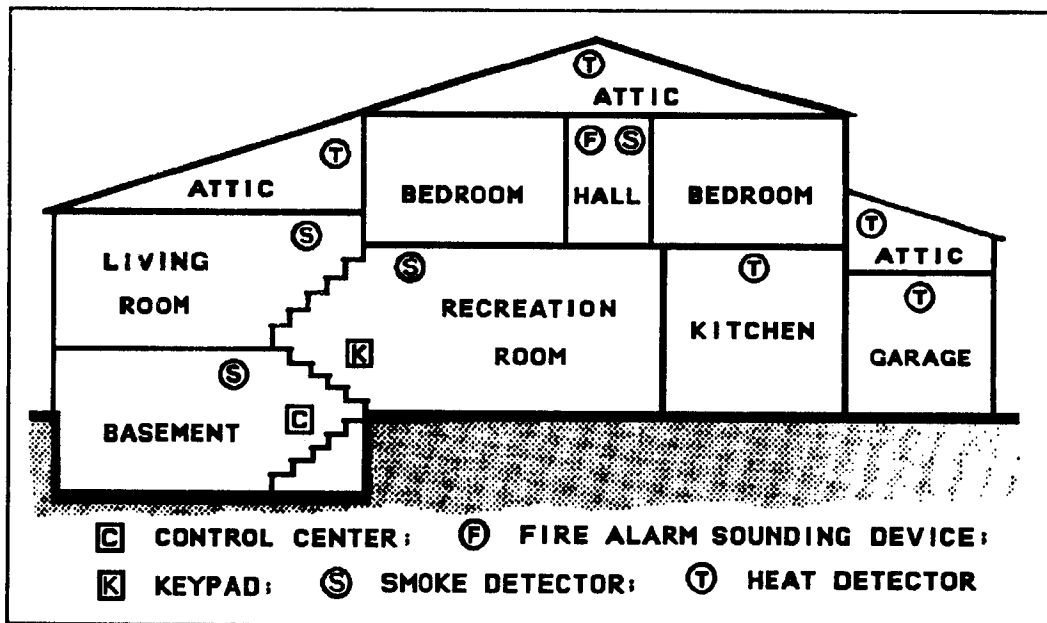 T
ATTIC
T
ATTIC
F S
BEDROOM HALL BEDROOM
T
ATTIC
S
LIVING
ROOM
S
RECREATION
ROOM
T
KITCHEN
T
GARAGE
K
S
BASEMENT
C
C CONTROL CENTER; F FIRE ALARM SOUNDING DEVICE;
K KEYPAD; S SMOKE DETECTOR; T HEAT DETECTOR